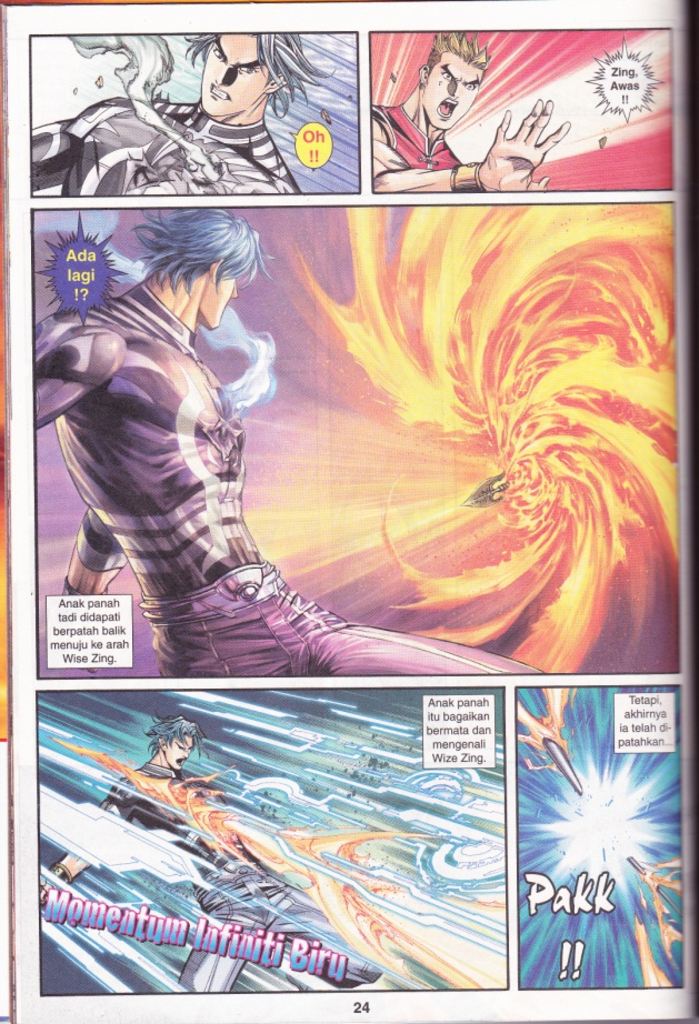 Oh
!!
Zing,
Awas
!!
Ada
lagi
!?
Anak panah
tadi didapati
berpatah balik
menuju ke arah
Wise Zing.
Anak panah
itu bagaikan
bermata dan
mengenali
Wize Zing.
Momentum Infiniti Biru
Tetapi,
akhirnya
ia telah di-
patahkan...
Pakk
!!
24